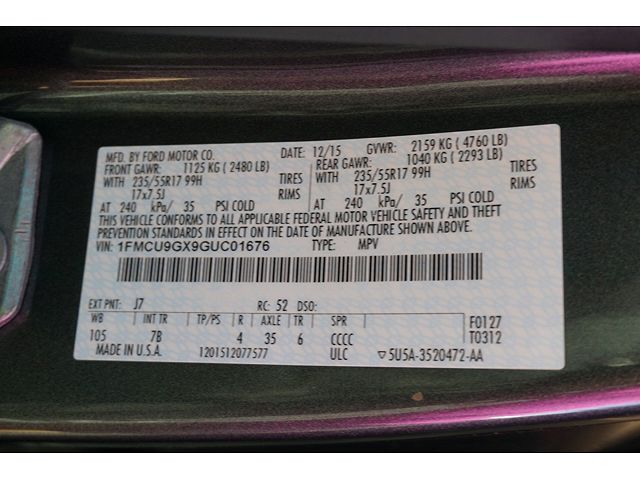 MFD. BY FORD MOTOR CO. DATE: 12/15 GVWR: 2159 KG ( 4760 LB)
FRONT GAWR: 1125 KG ( 2480 LB) REAR GAWR: 1040 KG ( 2293 LB)
WITH 235/55R17 99H TIRES WITH 235/55R17 99H TIRES
17x7.5J RIMS 17x7.5J RIMS
AT 240 kPa/ 35 PSI COLD AT 240 kPa/ 35 PSI COLD
THIS VEHICLE CONFORMS TO ALL APPLICABLE FEDERAL MOTOR VEHICLE SAFETY AND THEFT
PREVENTION STANDARDS IN EFFECT ON THE DATE OF MANUFACTURE SHOWN ABOVE.
VIN: 1FMCU9GX9GUC01676 TYPE: MPV
EXT PNT: J7 RC: 52 DSO:
WB INT TR TP/PS R AXLE TR SPR F0127
105 7B 4 35 6 CCCC T0312
MADE IN U.S.A. 1201512077577 ULC ▽5U5A-3520472-AA